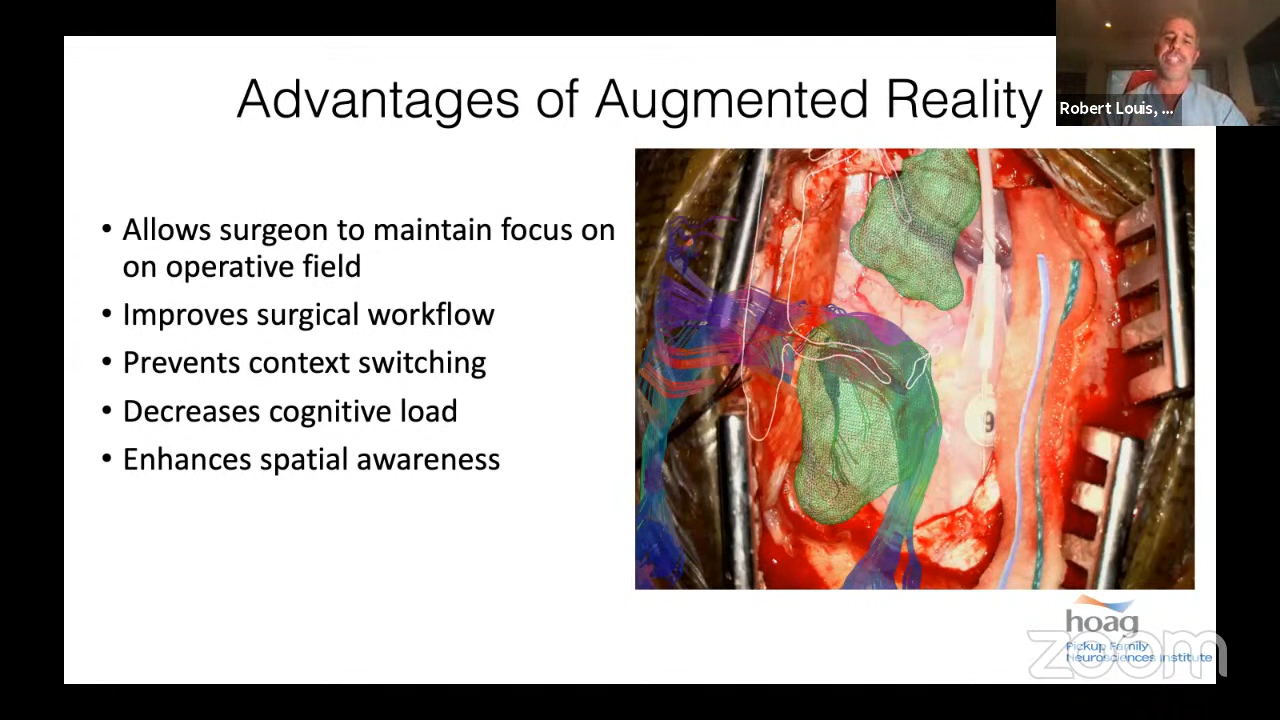 Advantages of Augmented Reality
Robert Louis, ...
• Allows surgeon to maintain focus on
on operative field
• Improves surgical workflow
• Prevents context switching
• Decreases cognitive load
• Enhances spatial awareness
9
hoag
zoom
Pickup Family
Neurosciences Institute